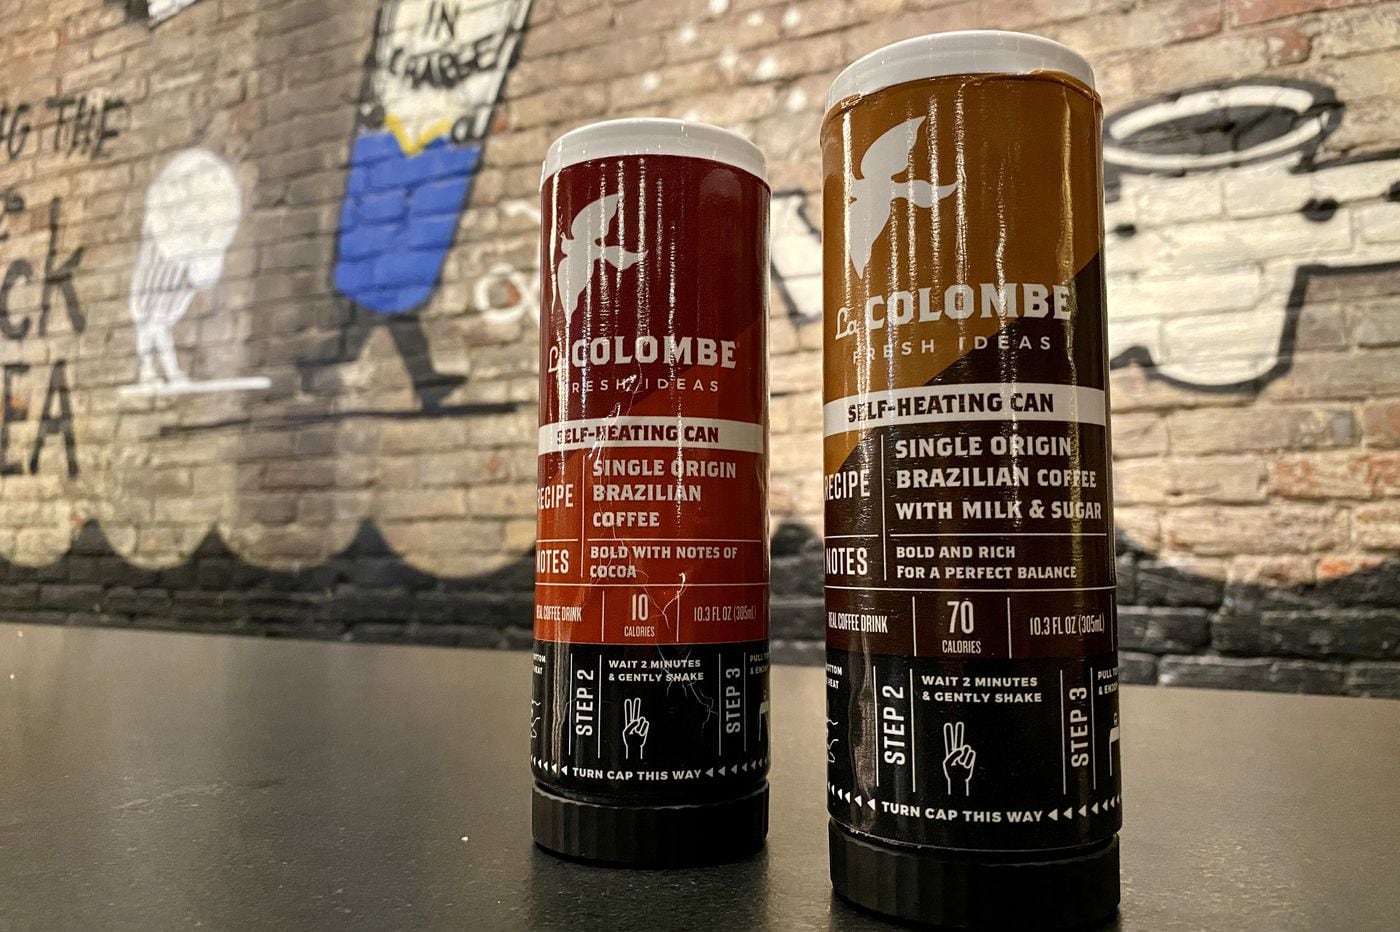 IN
CHARGE
THE
La COLOMBE
FRESH IDEAS
SELF-HEATING CAN
RECIPE
SINGLE ORIGIN
BRAZILIAN
COFFEE
NOTES
BOLD WITH NOTES OF
COCOA
REAL COFFEE DRINK
10
CALORIES
10.3 FL OZ (305mL)
STEP 2
WAIT 2 MINUTES
& GENTLY SHAKE
STEP 3
TURN CAP THIS WAY
La COLOMBE
FRESH IDEAS
SELF-HEATING CAN
RECIPE
SINGLE ORIGIN
BRAZILIAN COFFEE
WITH MILK & SUGAR
NOTES
BOLD AND RICH
FOR A PERFECT BALANCE
REAL COFFEE DRINK
70
CALORIES
10.3 FL OZ (305mL)
STEP 2
WAIT 2 MINUTES
& GENTLY SHAKE
STEP 3
TURN CAP THIS WAY